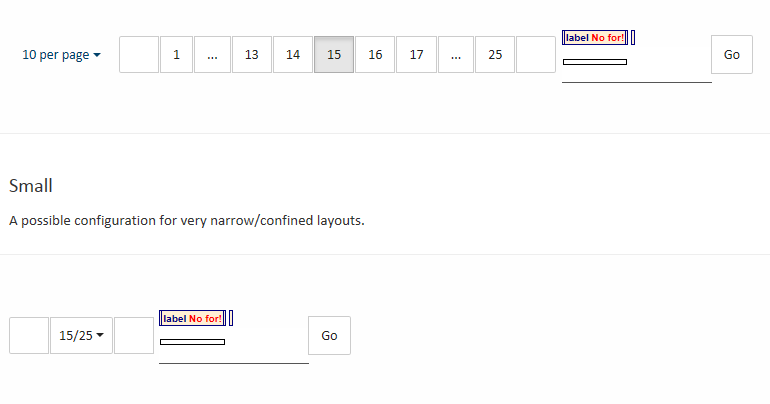 label No for!
10 per page 1 ... 13 14 15 16 17 ... 25 Go
Small
A possible configuration for very narrow/confined layouts.
label No for!
15/25 Go